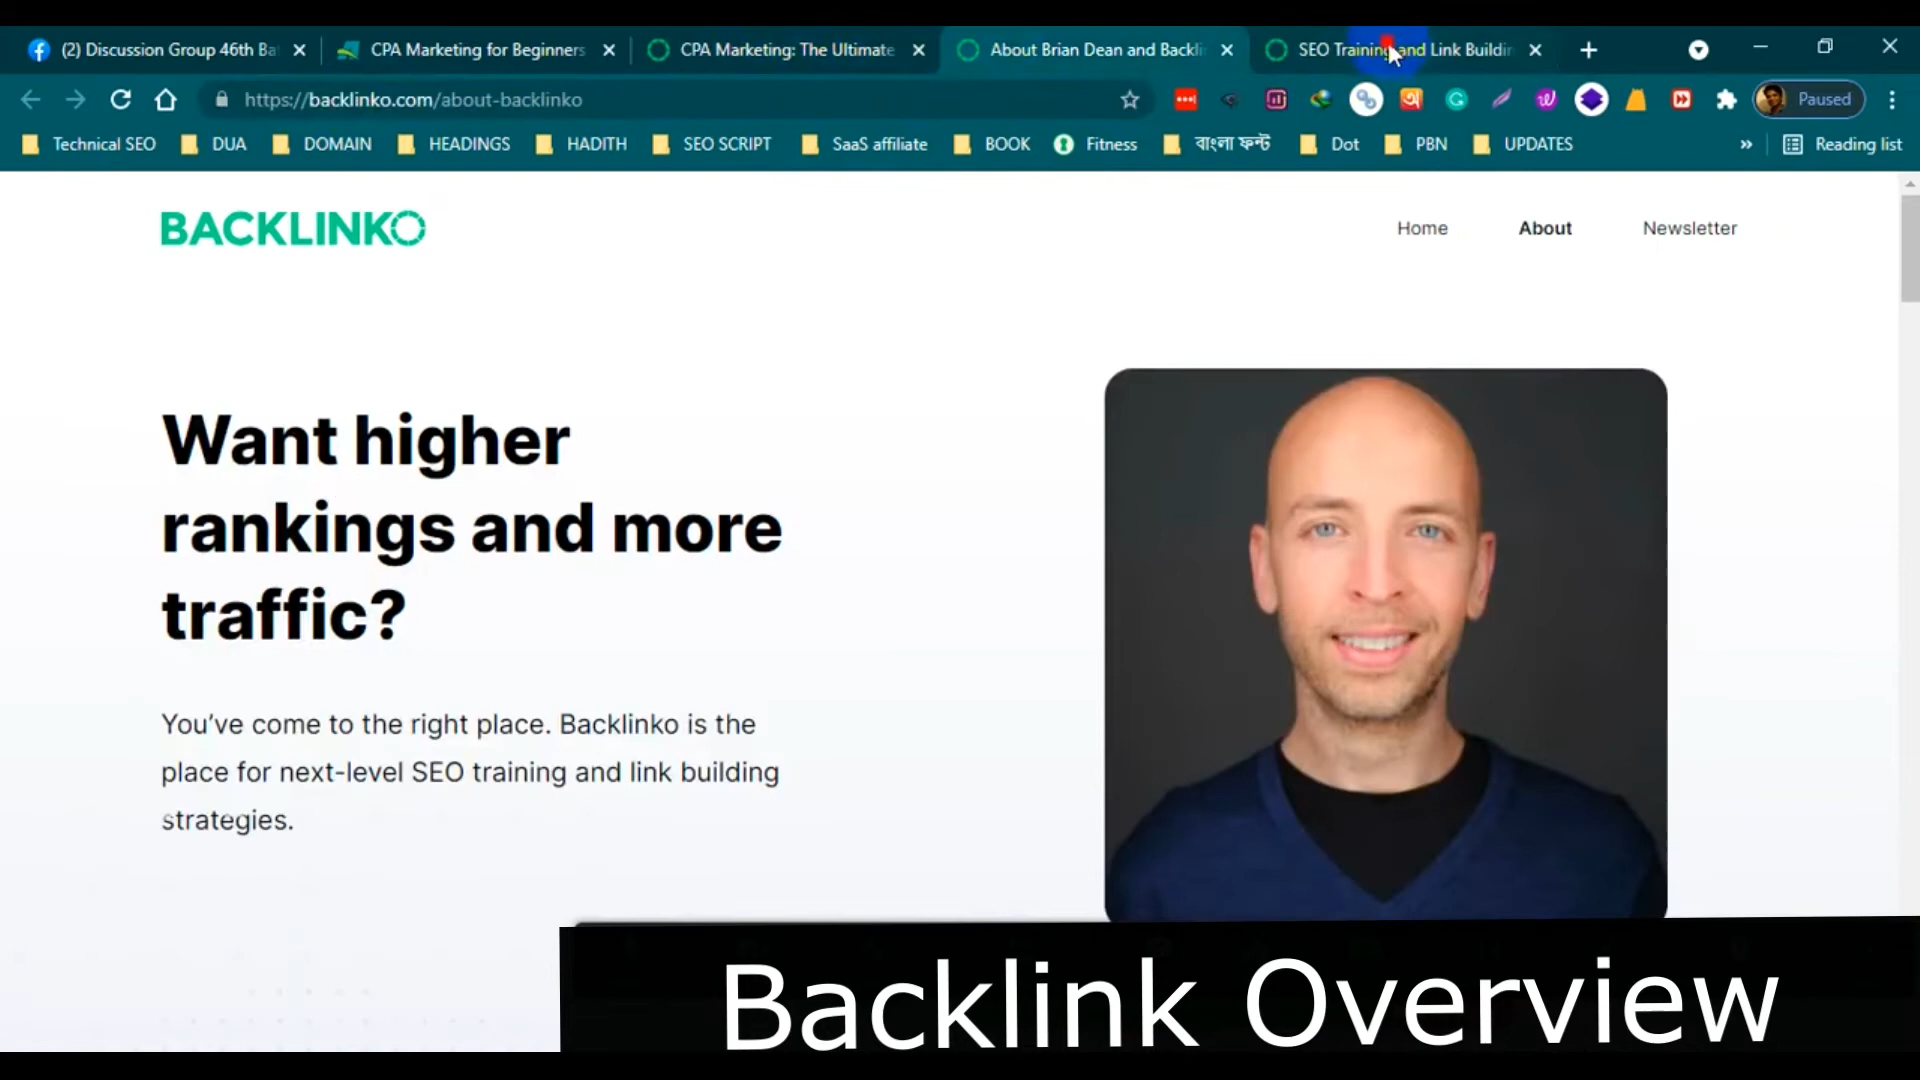 (2) Discussion Group 46th Ba
CPA Marketing for Beginners
CPA Marketing: The Ultimate
About Brian Dean and Backli
SEO Training and Link Buildin
https://backlinko.com/about-backlinko
Paused
Technical SEO
DUA
DOMAIN
HEADINGS
HADITH
SEO SCRIPT
SaaS affiliate
BOOK
Fitness
বাংলা ফন্ট
Dot
PBN
UPDATES
Reading list
BACKLINKO
Home
About
Newsletter
Want higher
rankings and more
traffic?
You've come to the right place. Backlinko is the
place for next-level SEO training and link building
strategies.
Backlink Overview